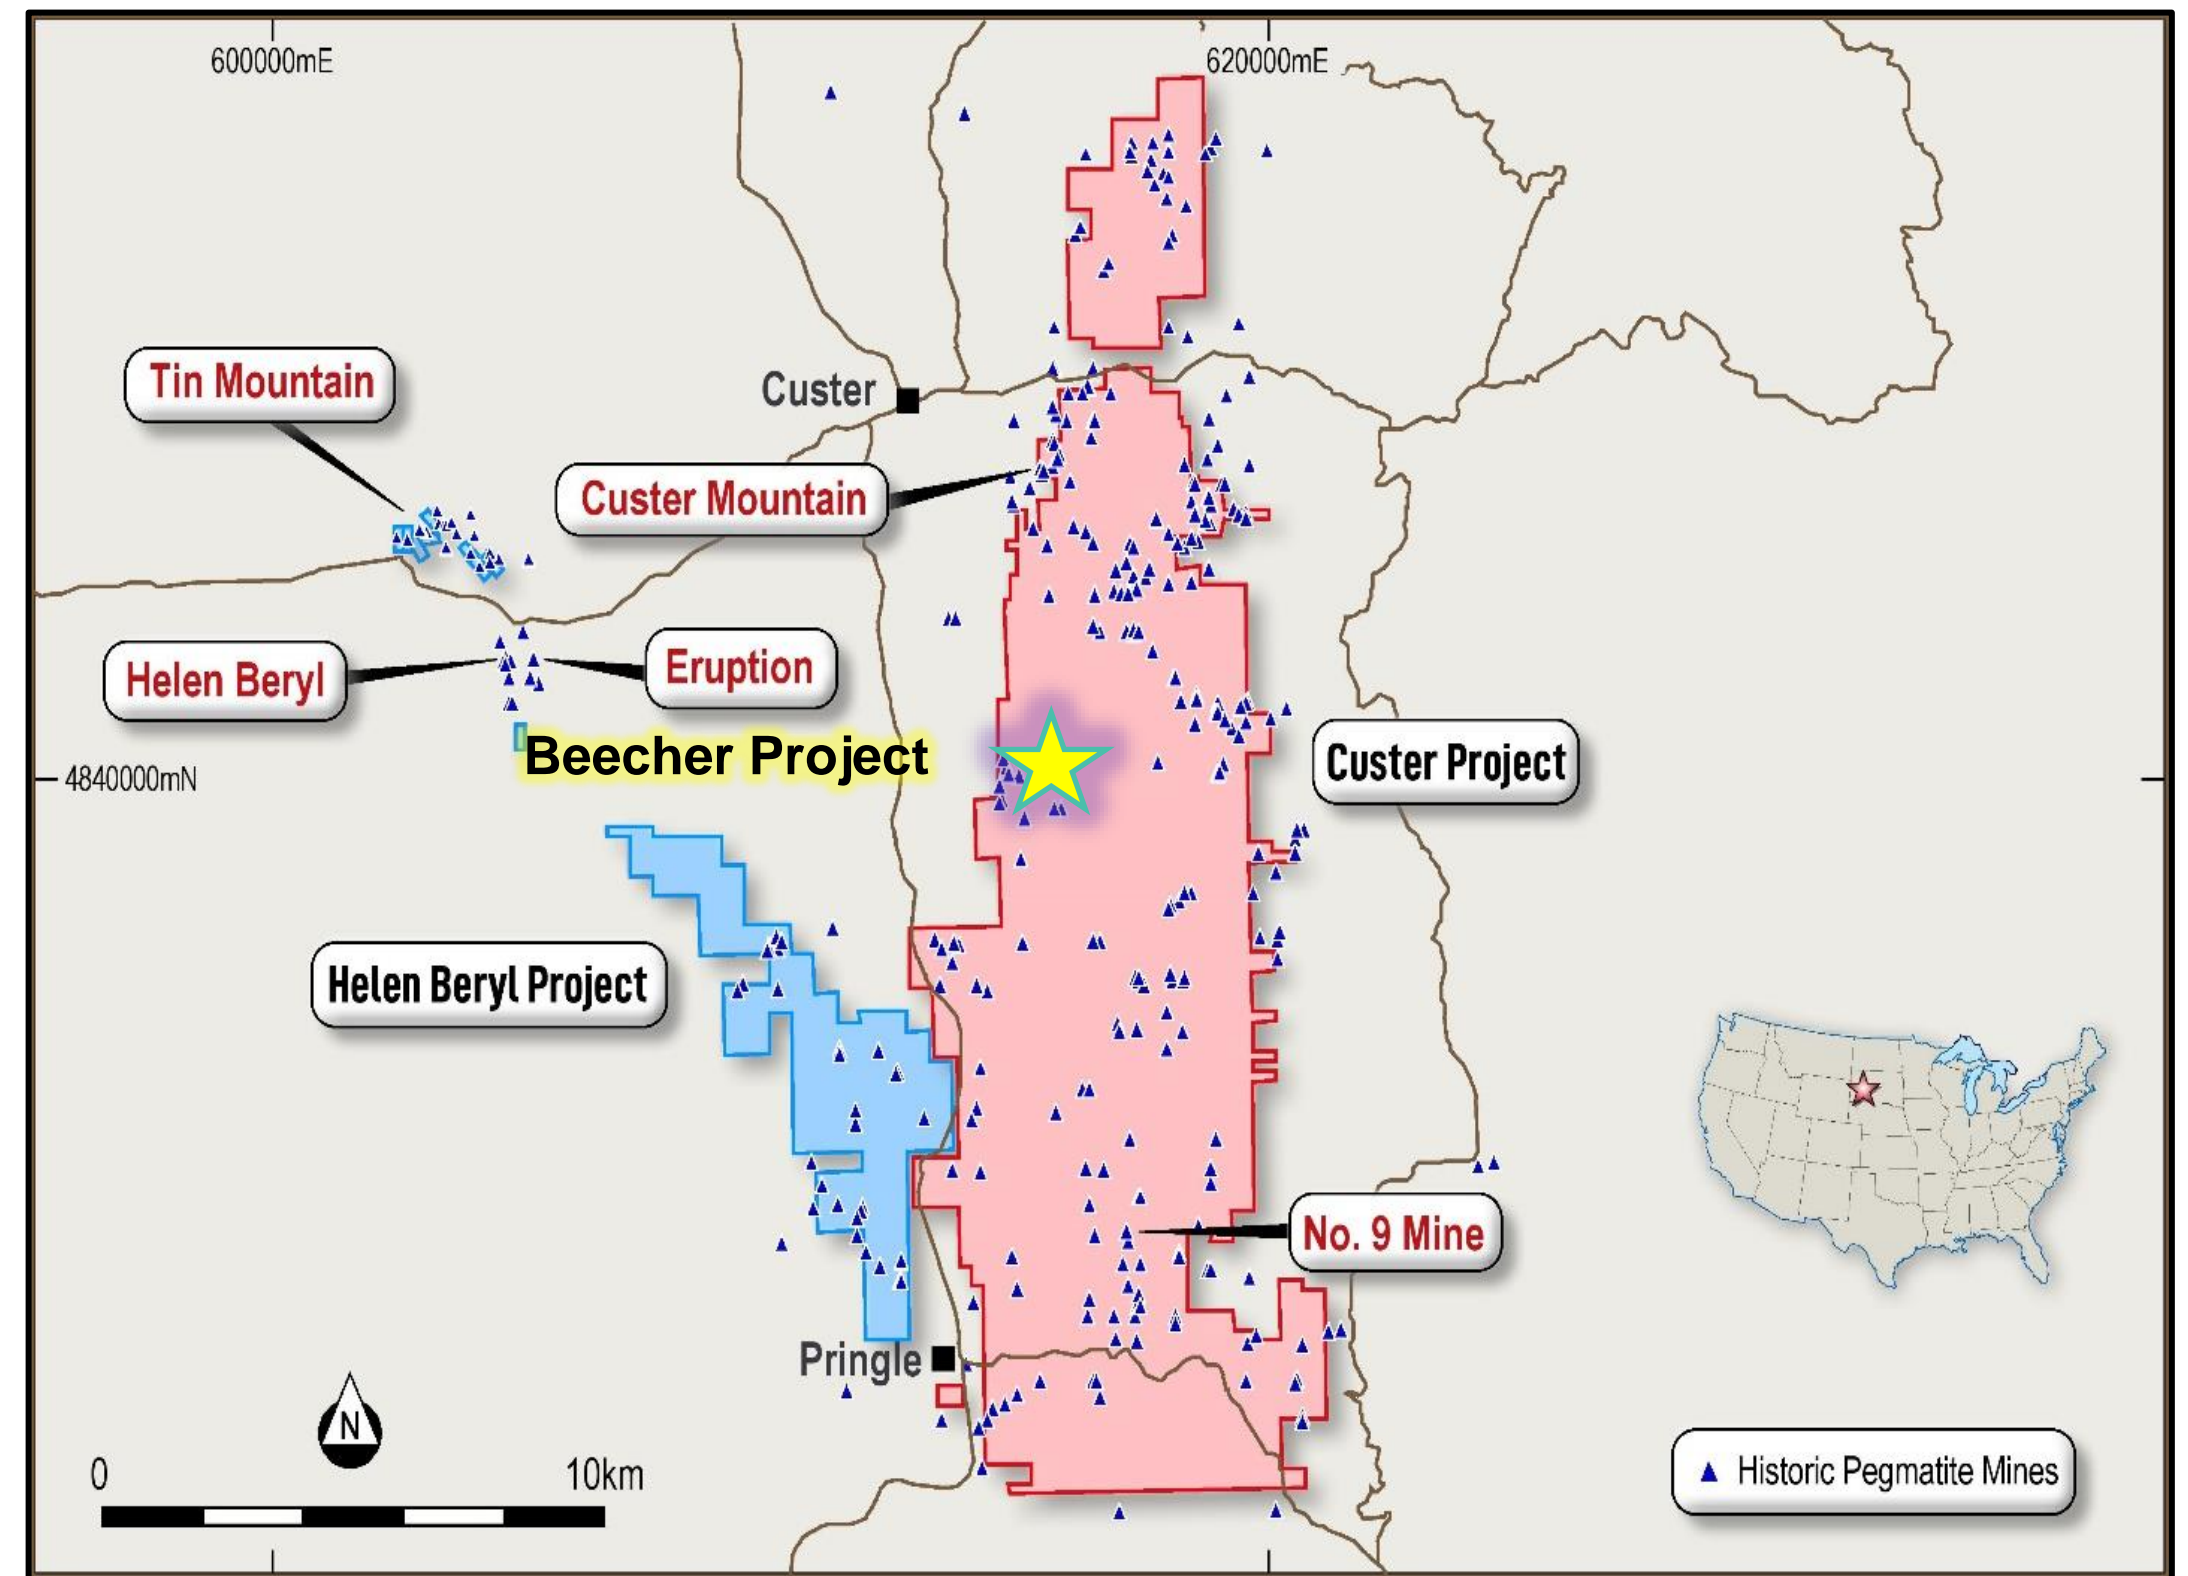 600000mE
620000mE
Tin Mountain
Custer
Custer Mountain
Helen Beryl
Eruption
Beecher Project
Custer Project
4840000mN
Helen Beryl Project
No. 9 Mine
Pringle
N
0 10km
Historic Pegmatite Mines